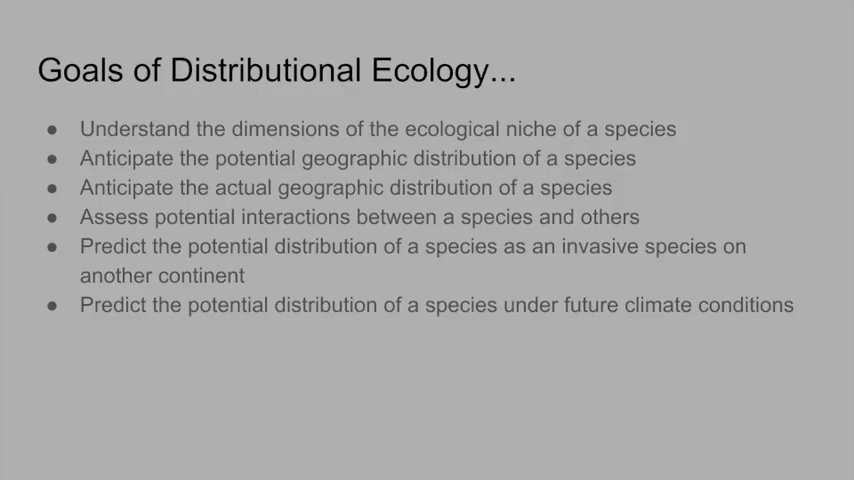 Goals of Distributional Ecology...
● Understand the dimensions of the ecological niche of a species
● Anticipate the potential geographic distribution of a species
● Anticipate the actual geographic distribution of a species
● Assess potential interactions between a species and others
● Predict the potential distribution of a species as an invasive species on
another continent
● Predict the potential distribution of a species under future climate conditions